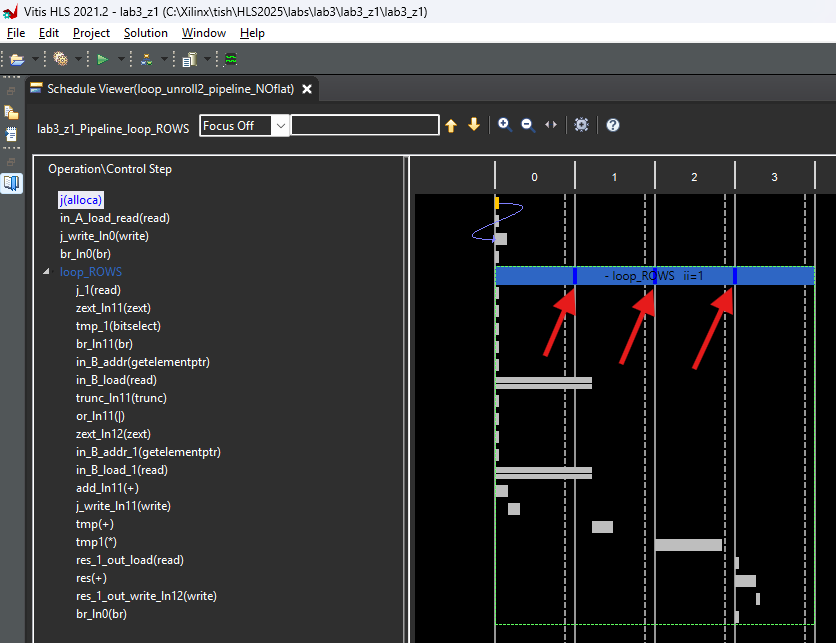 Vitis HLS 2021.2 - lab3_z1 (C:\Xilinx\tish\HLS2025\labs\lab3\lab3_z1\lab3_z1)
File Edit Project Solution Window Help
Schedule Viewer(loop_unroll2_pipeline_NOflat)
lab3_z1_Pipeline_loop_ROWS Focus Off
Operation\Control Step 0 1 2 3
j(alloca)
in_A_load_read(read)
j_write_ln0(write)
br_ln0(br)
loop_ROWS - loop_ROWS ii=1
j_1(read)
zext_ln11(zext)
tmp_1(bitselect)
br_ln11(br)
in_B_addr(getelementptr)
in_B_load(read)
trunc_ln11(trunc)
or_ln11(|)
zext_ln12(zext)
in_B_addr_1(getelementptr)
in_B_load_1(read)
add_ln11(+)
j_write_ln11(write)
tmp(+)
tmp1(*)
res_1_out_load(read)
res(+)
res_1_out_write_ln12(write)
br_ln0(br)